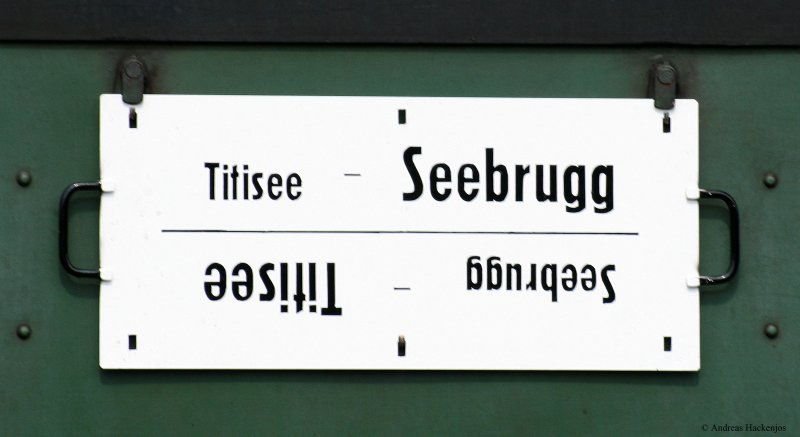 Titisee – Seebrugg
Seebrugg – Titisee
© Andreas Hackenjos